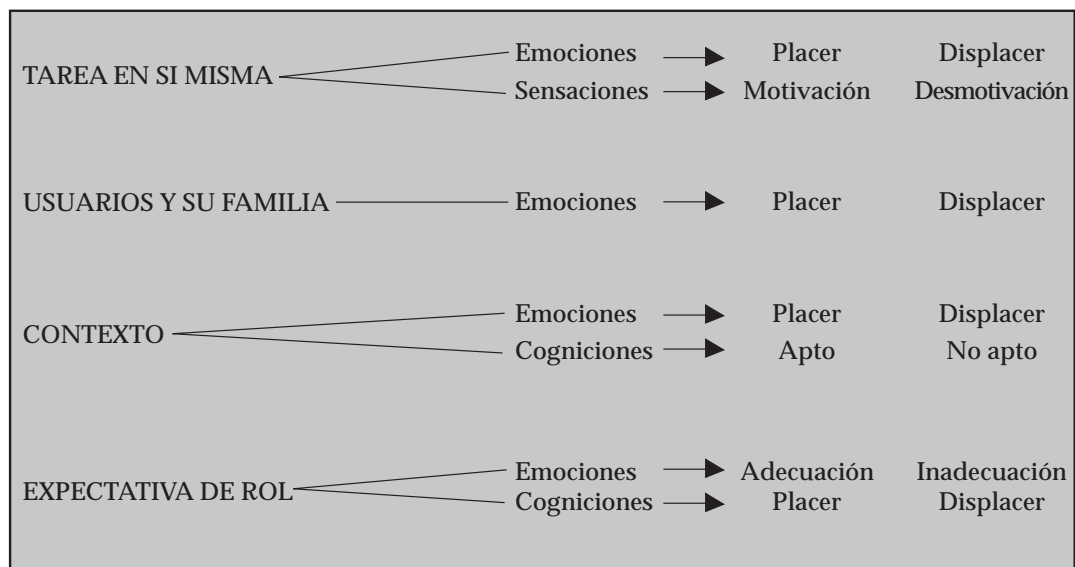 Emociones Placer Displacer
TAREA EN SI MISMA
Sensaciones Motivación Desmotivación
USUARIOS Y SU FAMILIA Emociones Placer Displacer
Emociones Placer Displacer
CONTEXTO
Cogniciones Apto No apto
Emociones Adecuación Inadecuación
EXPECTATIVA DE ROL
Cogniciones Placer Displacer